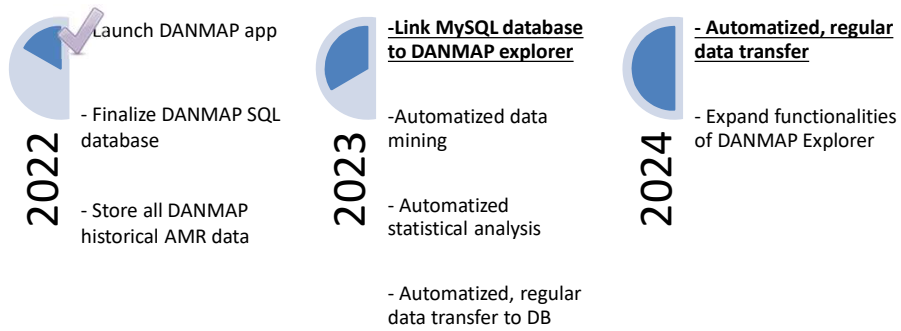 2022
Launch DANMAP app
- Finalize DANMAP SQL
database
- Store all DANMAP
historical AMR data
2023
-Link MySQL database
to DANMAP explorer
-Automatized data
mining
- Automatized
statistical analysis
- Automatized, regular
data transfer to DB
2024
- Automatized, regular
data transfer
- Expand functionalities
of DANMAP Explorer